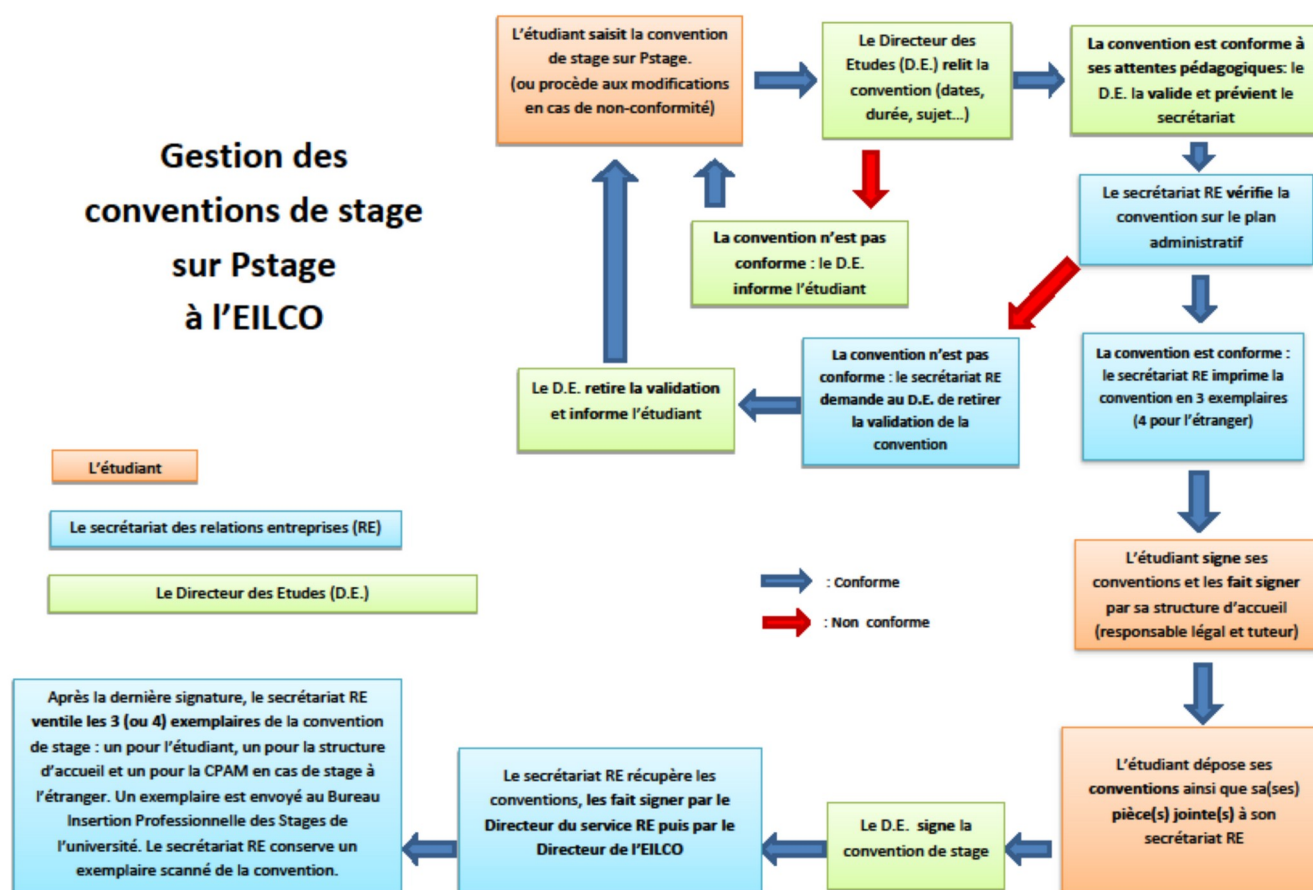 Gestion des
conventions de stage
sur Pstage
à l'EILCO
L'étudiant saisit la convention
de stage sur Pstage.
(ou procède aux modifications
en cas de non-conformité)
Le Directeur des
Etudes (D.E.) relit la
convention (dates,
durée, sujet...)
La convention est conforme à
ses attentes pédagogiques: le
D.E. la valide et prévient le
secrétariat
La convention n'est pas
conforme : le D.E.
informe l'étudiant
Le secrétariat RE vérifie la
convention sur le plan
administratif
Le D.E. retire la validation
et informe l'étudiant
La convention n'est pas
conforme : le secrétariat RE
demande au D.E. de retirer
la validation de la
convention
La convention est conforme :
le secrétariat RE imprime la
convention en 3 exemplaires
(4 pour l'étranger)
L'étudiant
Le secrétariat des relations entreprises (RE)
Le Directeur des Etudes (D.E.)
: Conforme
: Non conforme
L'étudiant signe ses
conventions et les fait signer
par sa structure d'accueil
(responsable légal et tuteur)
L'étudiant dépose ses
conventions ainsi que sa(ses)
pièce(s) jointe(s) à son
secrétariat RE
Le D.E. signe la
convention de stage
Le secrétariat RE récupère les
conventions, les fait signer par le
Directeur du service RE puis par le
Directeur de l'EILCO
Après la dernière signature, le secrétariat RE
ventile les 3 (ou 4) exemplaires de la convention
de stage : un pour l'étudiant, un pour la structure
d'accueil et un pour la CPAM en cas de stage à
l'étranger. Un exemplaire est envoyé au Bureau
Insertion Professionnelle des Stages de
l'université. Le secrétariat RE conserve un
exemplaire scanné de la convention.